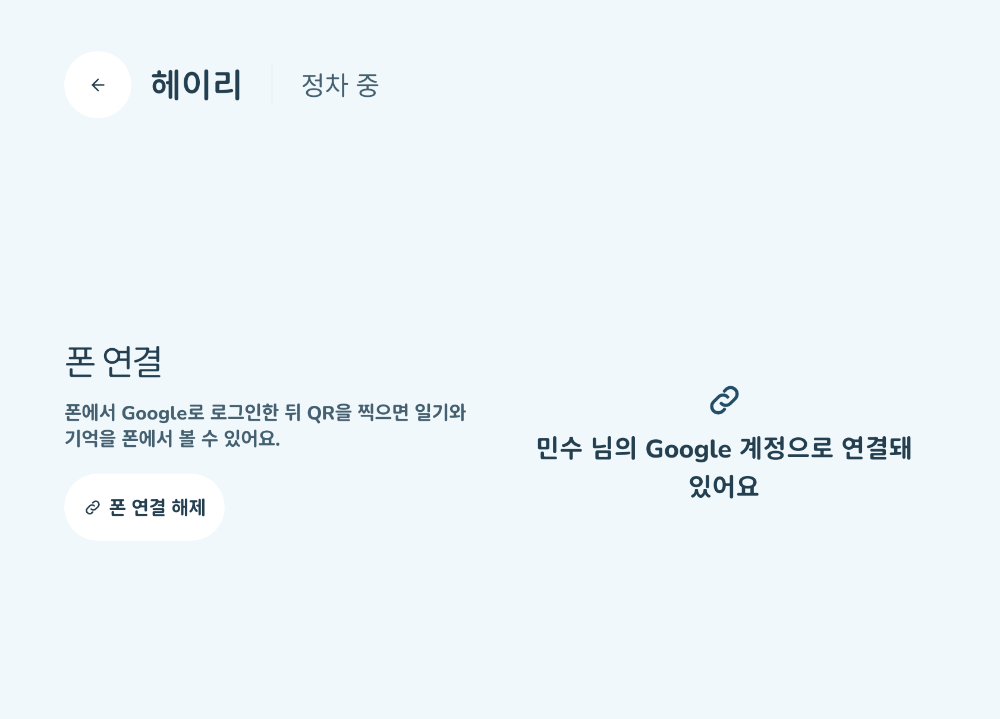 헤이리
정차 중
폰 연결
폰에서 Google로 로그인한 뒤 QR을 찍으면 일기와
기억을 폰에서 볼 수 있어요.
폰 연결 해제
민수 님의 Google 계정으로 연결돼
있어요